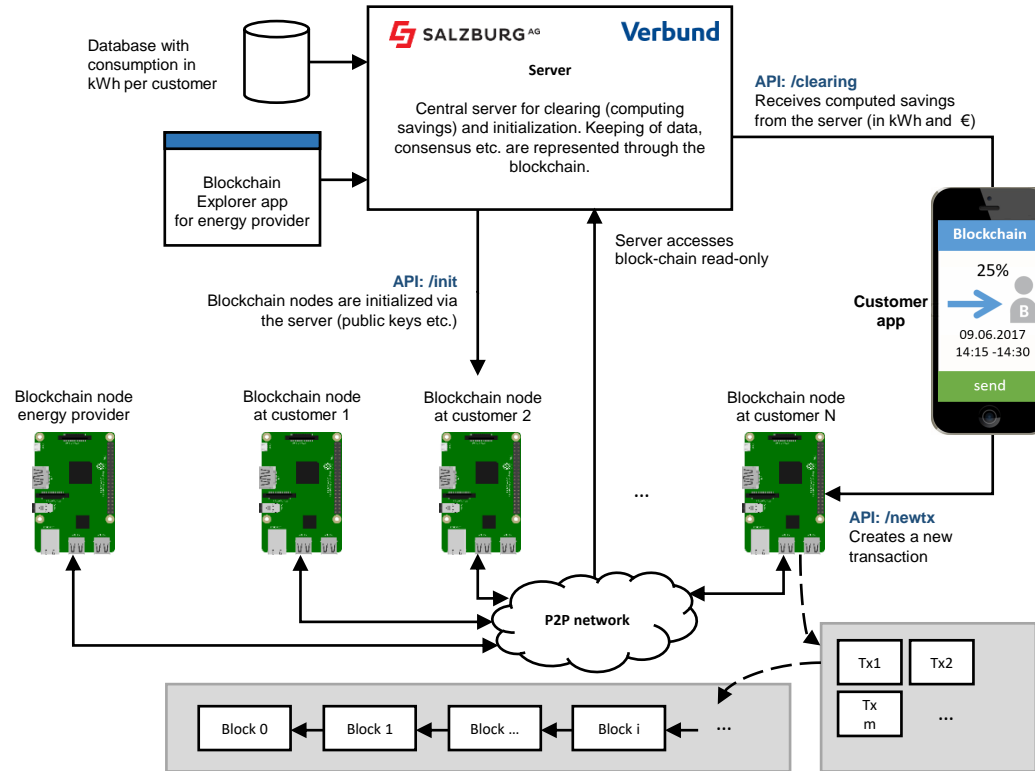 Database with
consumption in
kWh per customer
SALZBURG AG
Verbund
Server
Central server for clearing (computing
savings) and initialization. Keeping of data,
consensus etc. are represented through the
blockchain.
API: /clearing
Receives computed savings
from the server (in kWh and €)
Blockchain
Explorer app
for energy provider
Server accesses
block-chain read-only
API: /init
Blockchain nodes are initialized via
the server (public keys etc.)
Customer
app
Blockchain
25%
B
09.06.2017
14:15 -14:30
send
Blockchain node
energy provider
Blockchain node
at customer 1
Blockchain node
at customer 2
...
Blockchain node
at customer N
API: /newtx
Creates a new
transaction
P2P network
Tx1
Tx2
Tx
m
...
Block 0
Block 1
Block ...
Block i
...